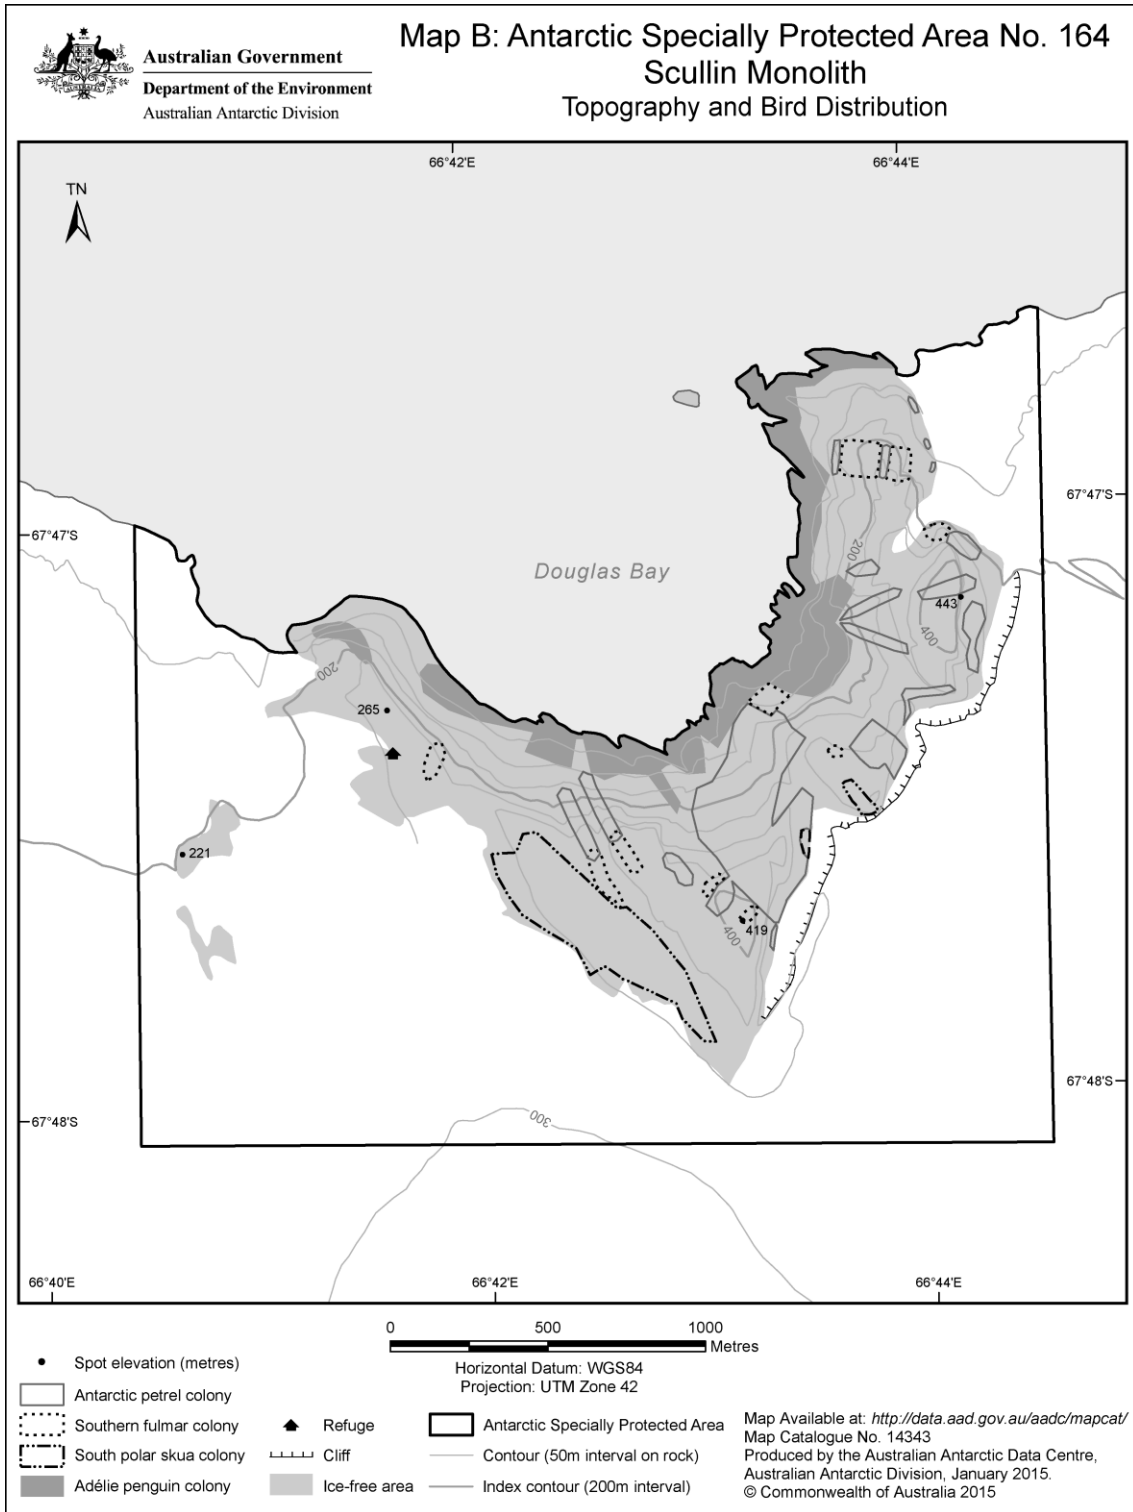 Australian Government
Department of the Environment
Australian Antarctic Division
Map B: Antarctic Specially Protected Area No. 164
Scullin Monolith
Topography and Bird Distribution
66°42'E
66°44'E
TN
67°47'S
67°47'S
200
Douglas Bay
443
400
200
265
221
419
400
67°48'S
67°48'S
300
66°40'E
66°42'E
66°44'E
0 500 1000
Metres
Horizontal Datum: WGS84
Projection: UTM Zone 42
Spot elevation (metres)
Antarctic petrel colony
Southern fulmar colony
South polar skua colony
Adélie penguin colony
Refuge
Cliff
Ice-free area
Antarctic Specially Protected Area
Contour (50m interval on rock)
Index contour (200m interval)
Map Available at: http://data.aad.gov.au/aadc/mapcat/
Map Catalogue No. 14343
Produced by the Australian Antarctic Data Centre,
Australian Antarctic Division, January 2015.
© Commonwealth of Australia 2015